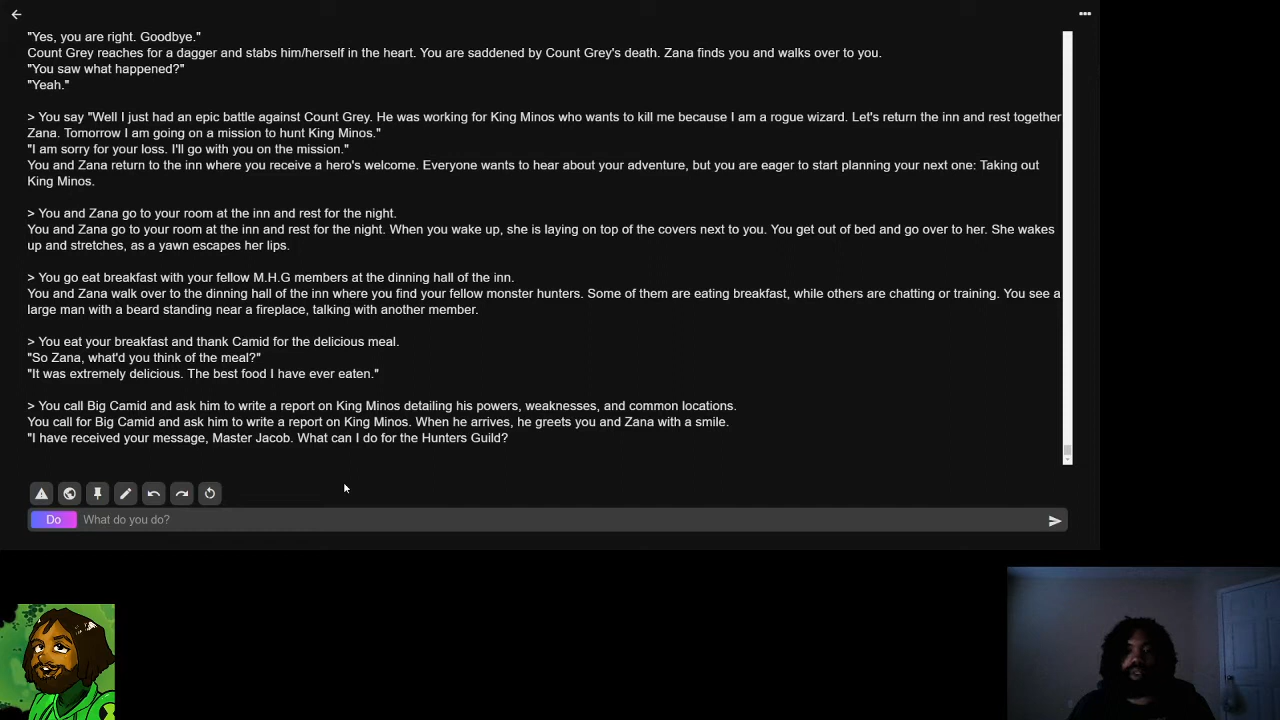 "Yes, you are right. Goodbye."
Count Grey reaches for a dagger and stabs him/herself in the heart. You are saddened by Count Grey's death. Zana finds you and walks over to you.
"You saw what happened?"
"Yeah."
> You say "Well I just had an epic battle against Count Grey. He was working for King Minos who wants to kill me because I am a rogue wizard. Let's return the inn and rest together
Zana. Tomorrow I am going on a mission to hunt King Minos."
"I am sorry for your loss. I'll go with you on the mission."
You and Zana return to the inn where you receive a hero's welcome. Everyone wants to hear about your adventure, but you are eager to start planning your next one: Taking out
King Minos.
> You and Zana go to your room at the inn and rest for the night.
You and Zana go to your room at the inn and rest for the night. When you wake up, she is laying on top of the covers next to you. You get out of bed and go over to her. She wakes
up and stretches, as a yawn escapes her lips.
> You go eat breakfast with your fellow M.H.G members at the dinning hall of the inn.
You and Zana walk over to the dinning hall of the inn where you find your fellow monster hunters. Some of them are eating breakfast, while others are chatting or training. You see a
large man with a beard standing near a fireplace, talking with another member.
> You eat your breakfast and thank Camid for the delicious meal.
"So Zana, what'd you think of the meal?"
"It was extremely delicious. The best food I have ever eaten."
> You call Big Camid and ask him to write a report on King Minos detailing his powers, weaknesses, and common locations.
You call for Big Camid and ask him to write a report on King Minos. When he arrives, he greets you and Zana with a smile.
"I have received your message, Master Jacob. What can I do for the Hunters Guild?
Do What do you do?